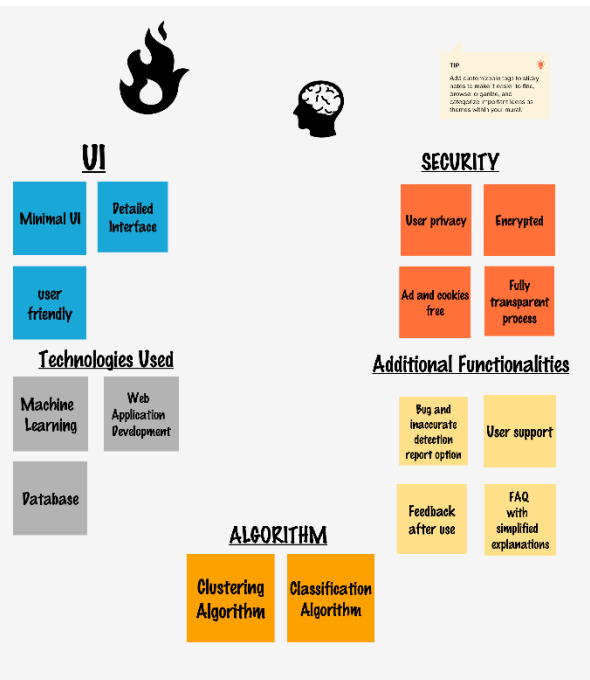 TIP
Add customizable tags to sticky
notes to make it easier to find,
browse, organize, and
categorize important ideas as
themes within your mural.
UI
Minimal UI
Detailed
Interface
user
friendly
SECURITY
User privacy
Encrypted
Ad and cookies
free
Fully
transparent
process
Technologies Used
Machine
Learning
Web
Application
Development
Database
Additional Functionalities
Bug and
inaccurate
detection
report option
User support
Feedback
after use
FAQ
with
simplified
explanations
ALGORITHM
Clustering
Algorithm
Classification
Algorithm